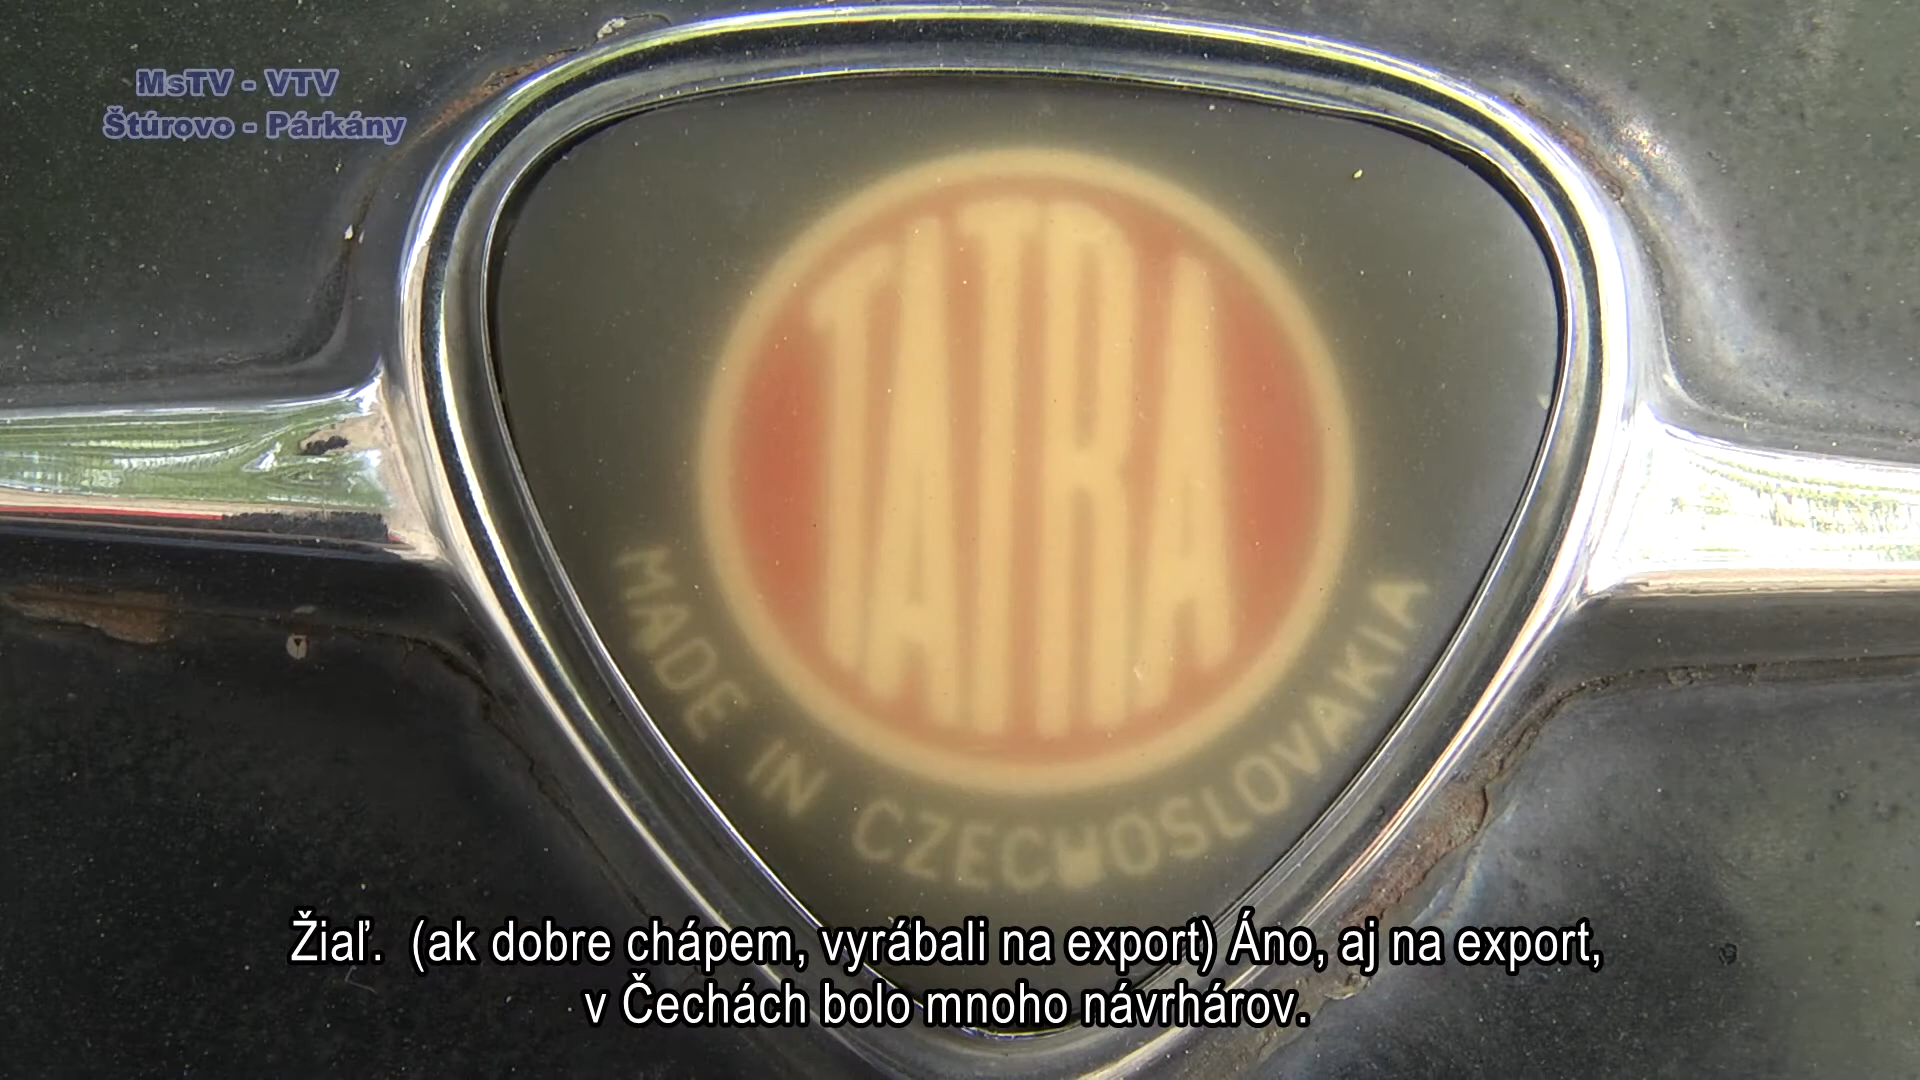 MsTV - VTV
Štúrovo - Párkány
TATRA
MADE IN CZECHOSLOVAKIA
Žiaľ. (ak dobre chápem, vyrábali na export) Áno, aj na export,
v Čechách bolo mnoho návrhárov.